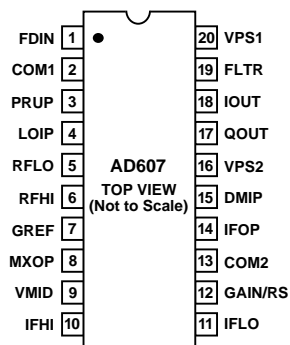 FDIN 1
COM1 2
PRUP 3
LOIP 4
RFLO 5
RFHI 6
GREF 7
MXOP 8
VMID 9
IFHI 10
AD607
TOP VIEW
(Not to Scale)
20 VPS1
19 FLTR
18 IOUT
17 QOUT
16 VPS2
15 DMIP
14 IFOP
13 COM2
12 GAIN/RS
11 IFLO